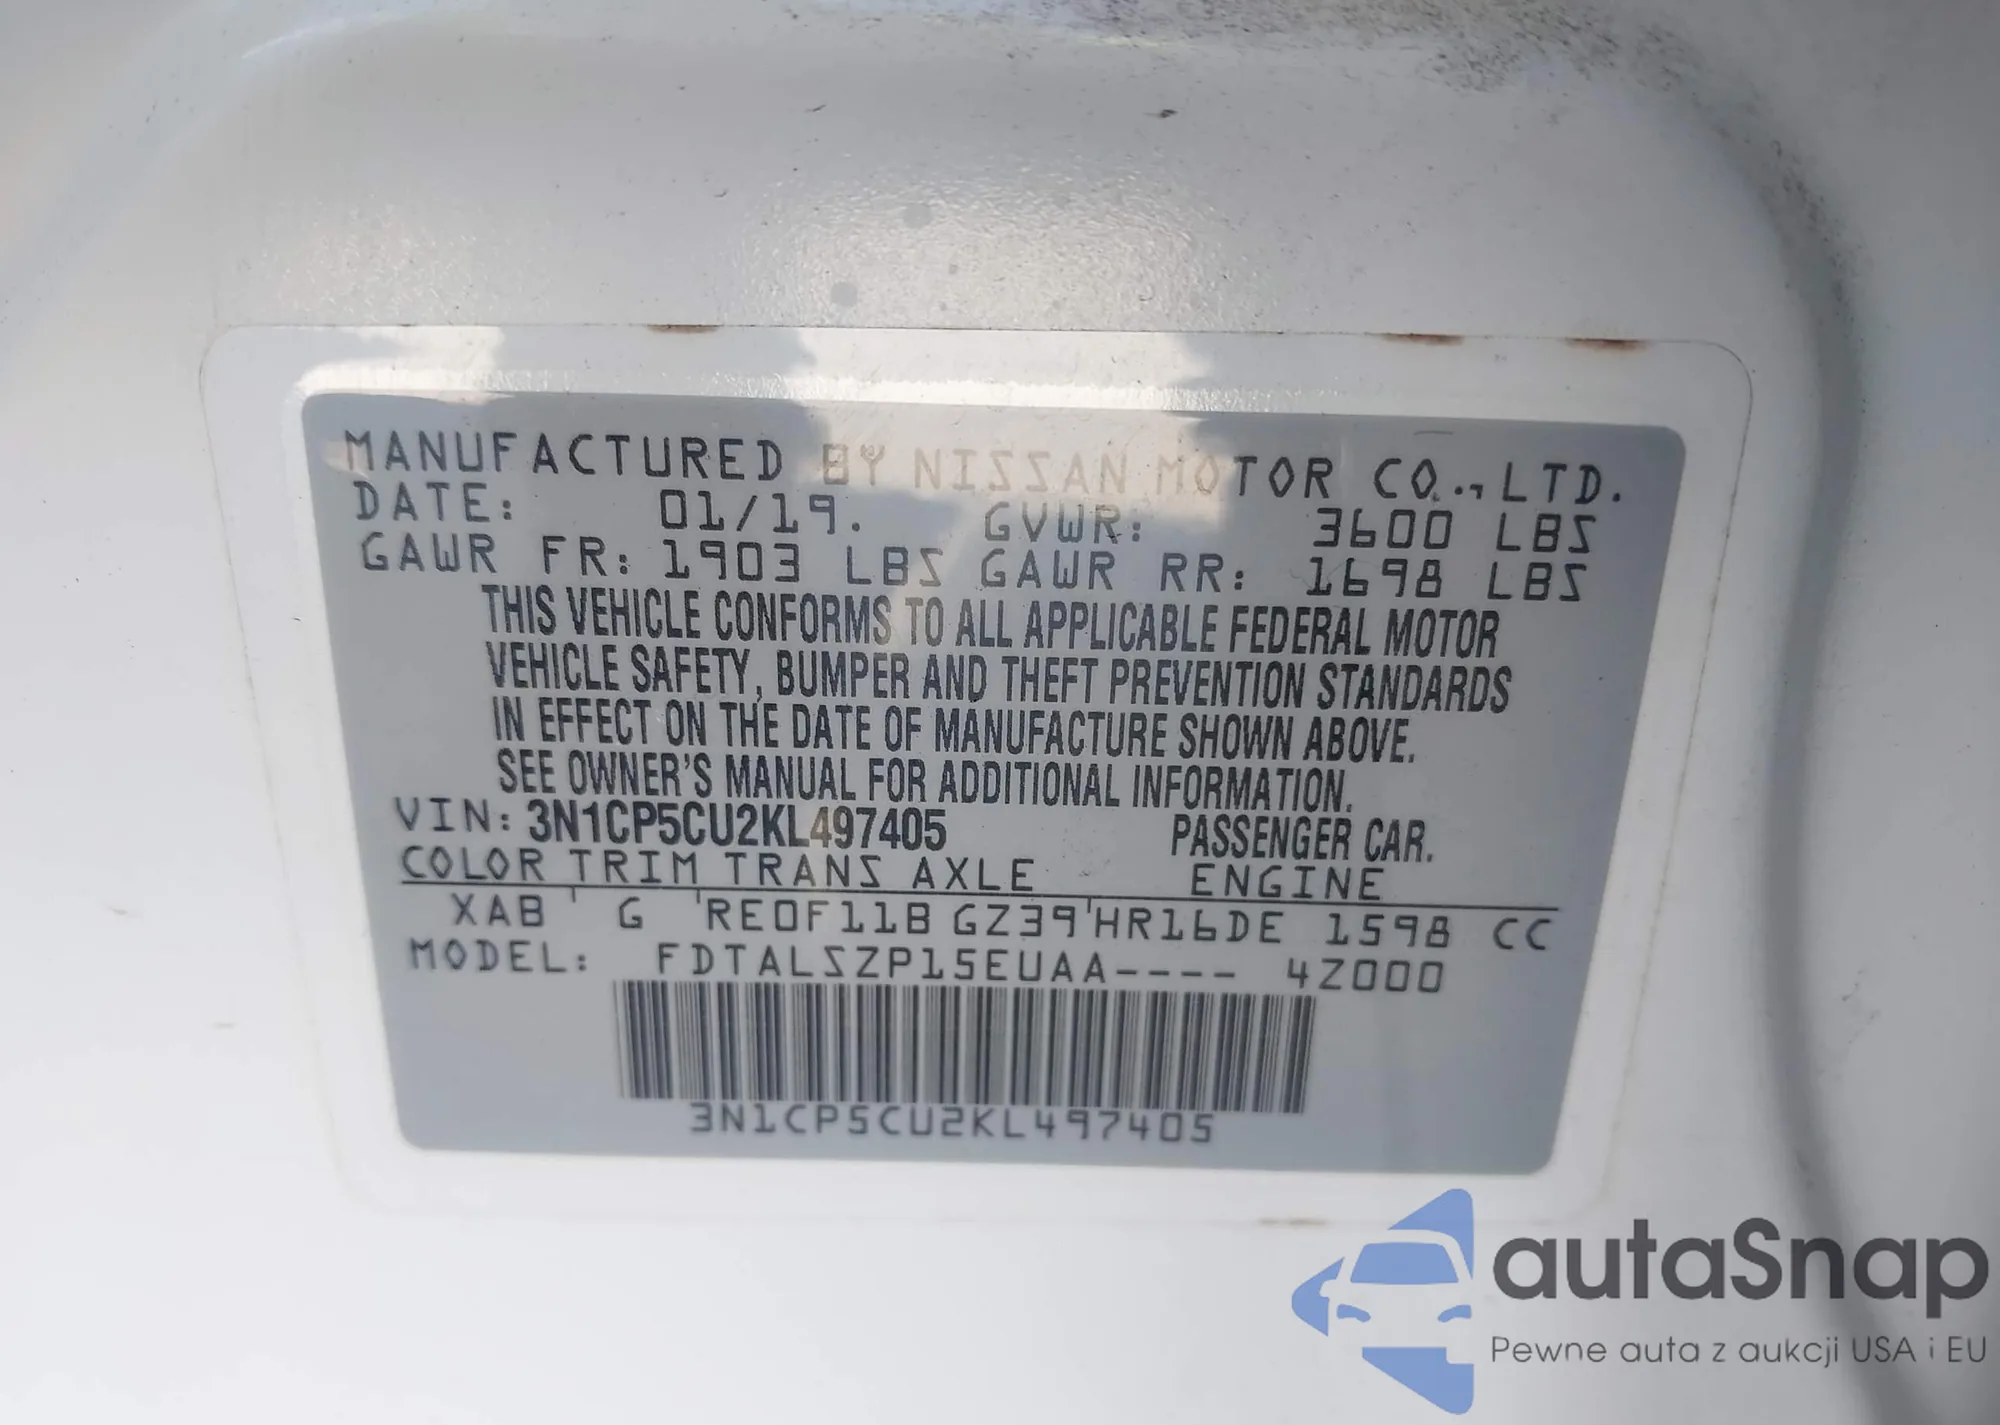 MANUFACTURED BY NISSAN MOTOR CO., LTD.
DATE: 01/19. GVWR: 3600 LBS
GAWR FR: 1903 LBS GAWR RR: 1698 LBS
THIS VEHICLE CONFORMS TO ALL APPLICABLE FEDERAL MOTOR
VEHICLE SAFETY, BUMPER AND THEFT PREVENTION STANDARDS
IN EFFECT ON THE DATE OF MANUFACTURE SHOWN ABOVE.
SEE OWNER'S MANUAL FOR ADDITIONAL INFORMATION.
VIN: 3N1CP5CU2KL497405 PASSENGER CAR.
COLOR TRIM TRANS AXLE ENGINE
XAB G RE0F11B GZ39 HR16DE 1598 CC
MODEL: FDTALSZP15EUAA---- 4Z000
3N1CP5CU2KL497405
autaSnap
Pewne auta z aukcji USA i EU